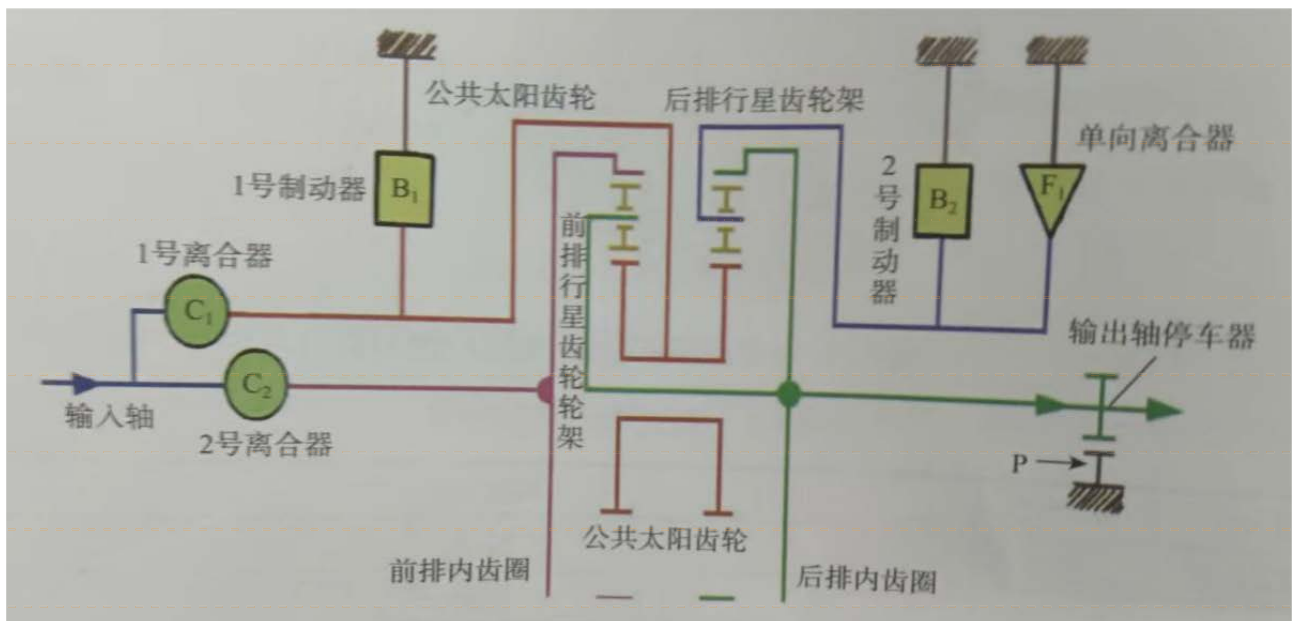 公共太阳齿轮
后排行星齿轮架
单向离合器
1号制动器
B₁
2号制动器
B₂
F₁
1号离合器
C₁
前排行星齿轮轮架
输出轴停车器
输入轴
C₂
2号离合器
P
公共太阳齿轮
前排内齿圈
后排内齿圈